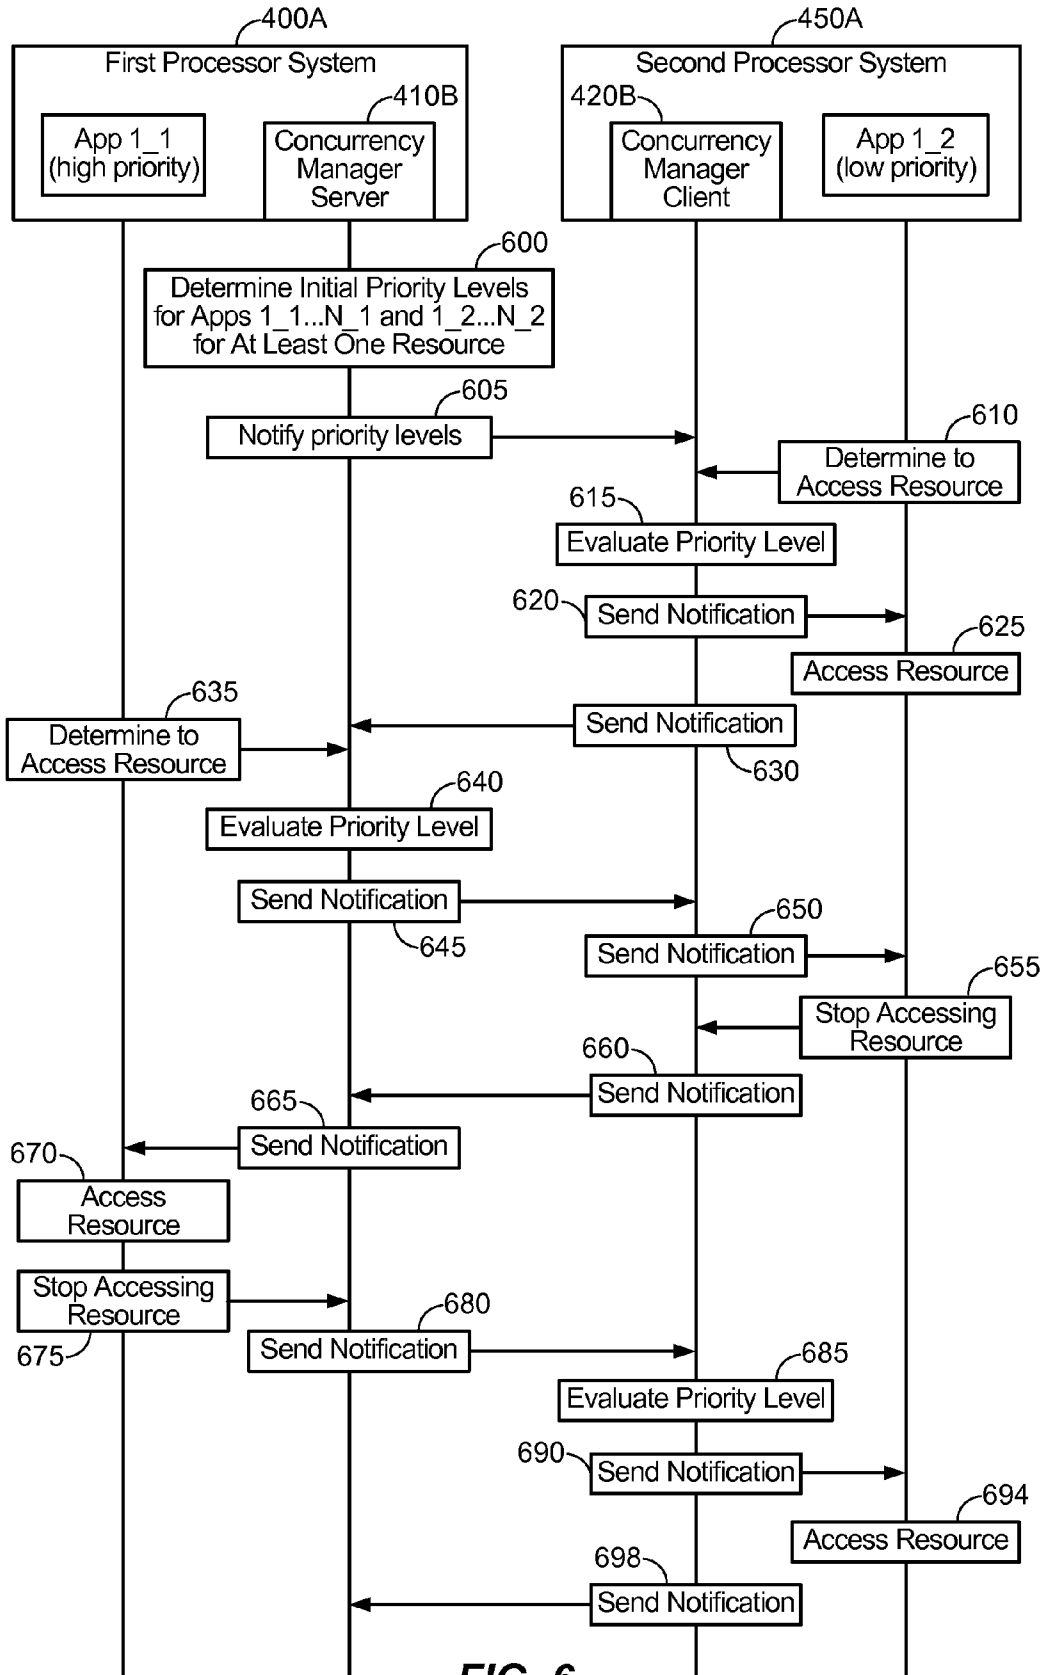 400A
450A
First Processor System
Second Processor System
410B
420B
App 1_1
(high priority)
Concurrency
Manager
Server
Concurrency
Manager
Client
App 1_2
(low priority)
600
Determine Initial Priority Levels
for Apps 1_1...N_1 and 1_2...N_2
for At Least One Resource
605
Notify priority levels
610
Determine to
Access Resource
615
Evaluate Priority Level
620
Send Notification
625
Access Resource
635
Determine to
Access Resource
Send Notification
630
640
Evaluate Priority Level
Send Notification
645
650
Send Notification
655
Stop Accessing
Resource
660
Send Notification
665
Send Notification
670
Access
Resource
Stop Accessing
Resource
675
680
Send Notification
685
Evaluate Priority Level
690
Send Notification
694
Access Resource
698
Send Notification
FIG. 6